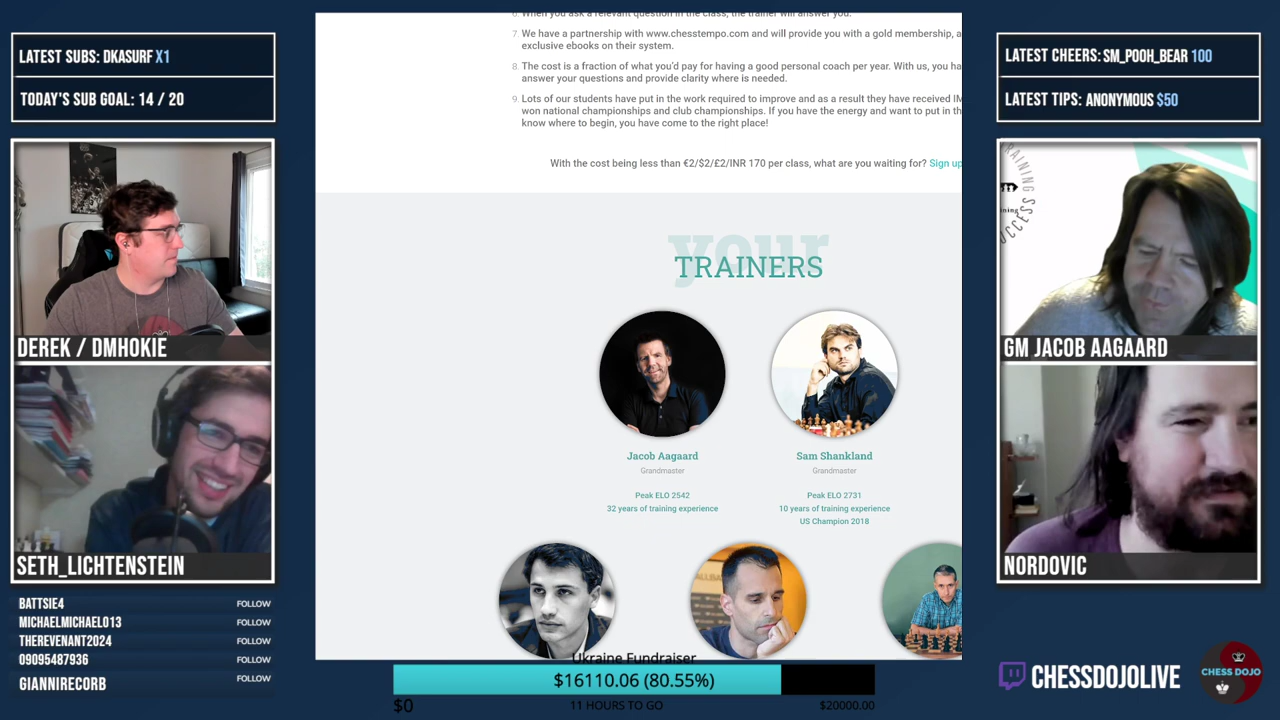 LATEST SUBS: DKASURF X1
TODAY'S SUB GOAL: 14 / 20
DEREK / DMHOKIE
SETH_LICHTENSTEIN
BATTSIE4 FOLLOW
MICHAELMICHAEL013 FOLLOW
THEREVENANT2024 FOLLOW
09095487936 FOLLOW
GIANNIRECORB FOLLOW
6. When you ask a relevant question in the class, the trainer will answer you.
7. We have a partnership with www.chesstempo.com and will provide you with a gold membership, a
exclusive ebooks on their system.
8. The cost is a fraction of what you'd pay for having a good personal coach per year. With us, you ha
answer your questions and provide clarity where is needed.
9. Lots of our students have put in the work required to improve and as a result they have received IM
won national championships and club championships. If you have the energy and want to put in th
know where to begin, you have come to the right place!
With the cost being less than €2/$2/£2/INR 170 per class, what are you waiting for? Sign up
your
TRAINERS
Jacob Aagaard
Grandmaster
Peak ELO 2542
32 years of training experience
Sam Shankland
Grandmaster
Peak ELO 2731
10 years of training experience
US Champion 2018
Ukraine Fundraiser
$16110.06 (80.55%)
$0 11 HOURS TO GO $20000.00
LATEST CHEERS: SM_POOH_BEAR 100
LATEST TIPS: ANONYMOUS $50
GM JACOB AAGAARD
NORDOVIC
CHESSDOJOLIVE
CHESS DOJO